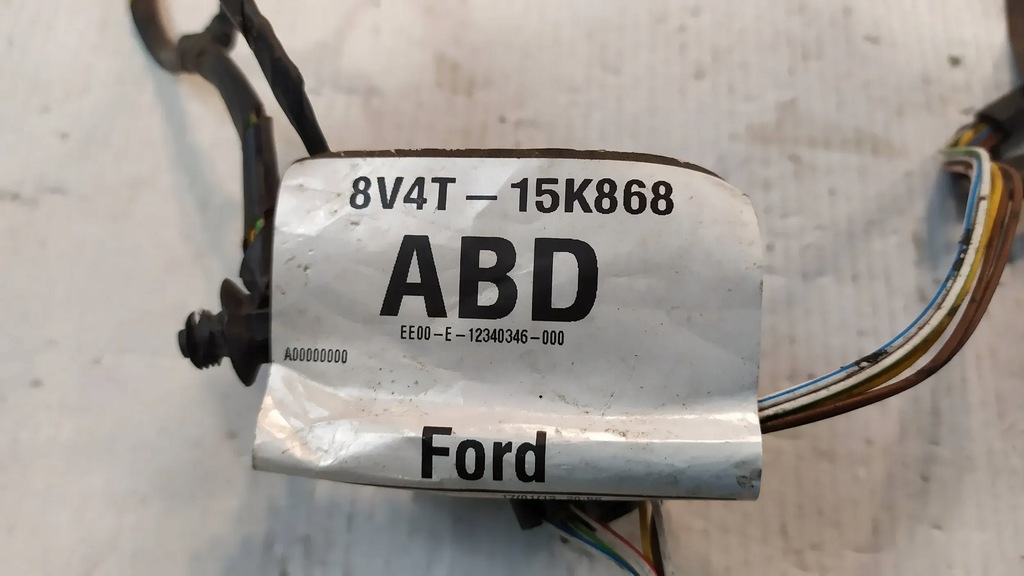 8V4T – 15K868
ABD
EE00-E-12340346-000
A00000000
Ford